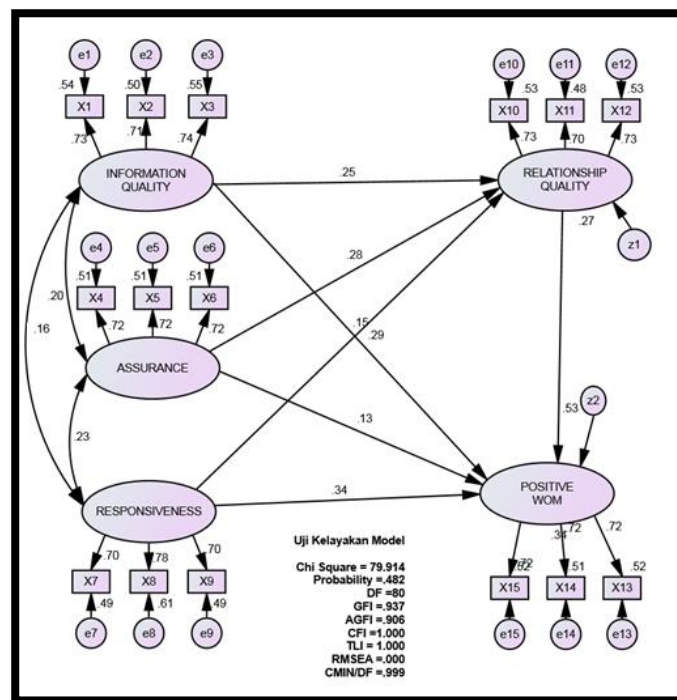 e1 e2 e3
.54 .50 .55
X1 X2 X3
.73 .71 .74
INFORMATION
QUALITY
e10 e11 e12
.53 .48 .53
X10 X11 X12
.73 .70 .73
RELATIONSHIP
QUALITY
.27
z1
.25
e4 e5 e6
.51 .51 .51
X4 X5 X6
.72 .72 .72
ASSURANCE
.28
.15
.29
.20
.16
.23
.13
.53
z2
RESPONSIVENESS
.34
POSITIVE
WOM
.34
.70 .78 .70
X7 X8 X9
.49 .61 .49
e7 e8 e9
.72 .72 .72
X15 X14 X13
.52 .51 .52
e15 e14 e13
Uji Kelayakan Model
Chi Square = 79.914
Probability =.482
DF =80
GFI =.937
AGFI =.906
CFI =1.000
TLI = 1.000
RMSEA =.000
CMIN/DF =.999